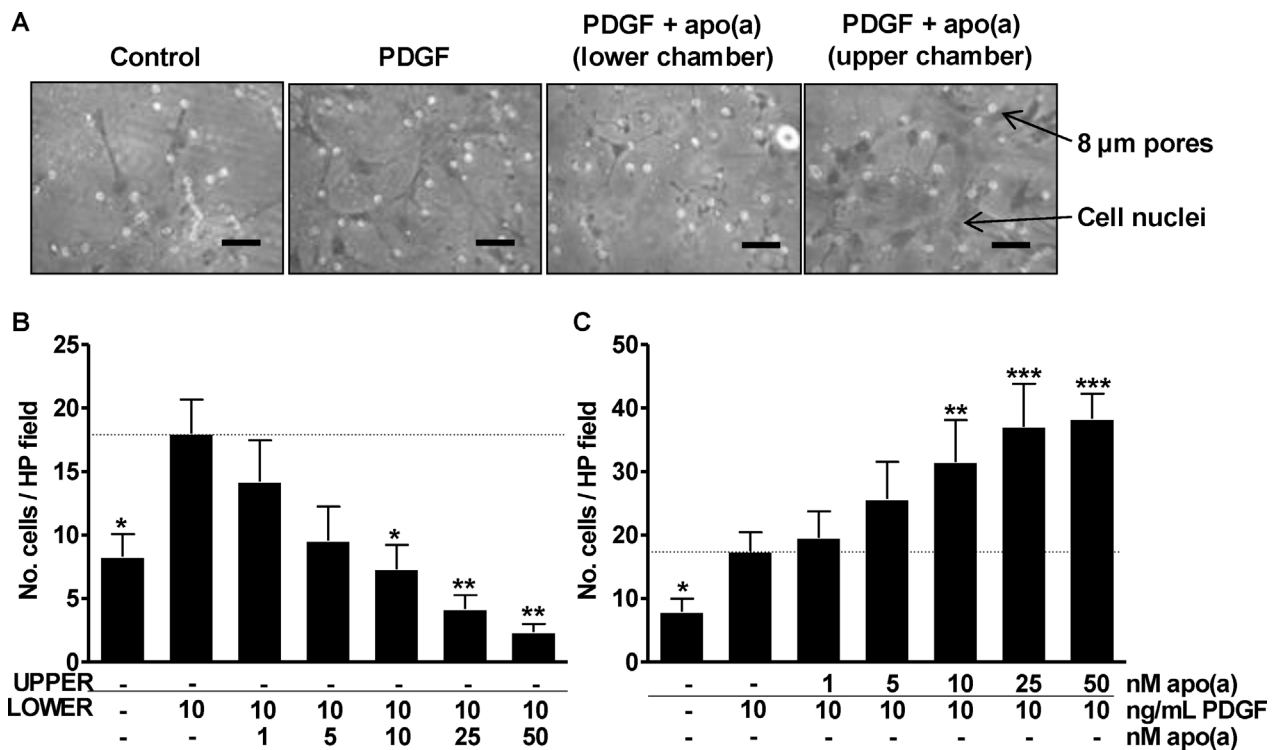 A
Control
PDGF
PDGF + apo(a)
(lower chamber)
PDGF + apo(a)
(upper chamber)
8 µm pores
Cell nuclei
B
No. cells / HP field
25
20
15
10
5
0
*
*
**
**
UPPER - - - - - - -
LOWER - 10 10 10 10 10 10
- - 1 5 10 25 50
C
No. cells / HP field
50
40
30
20
10
0
*
**
***
***
- - 1 5 10 25 50 nM apo(a)
- 10 10 10 10 10 10 ng/mL PDGF
- - - - - - - nM apo(a)